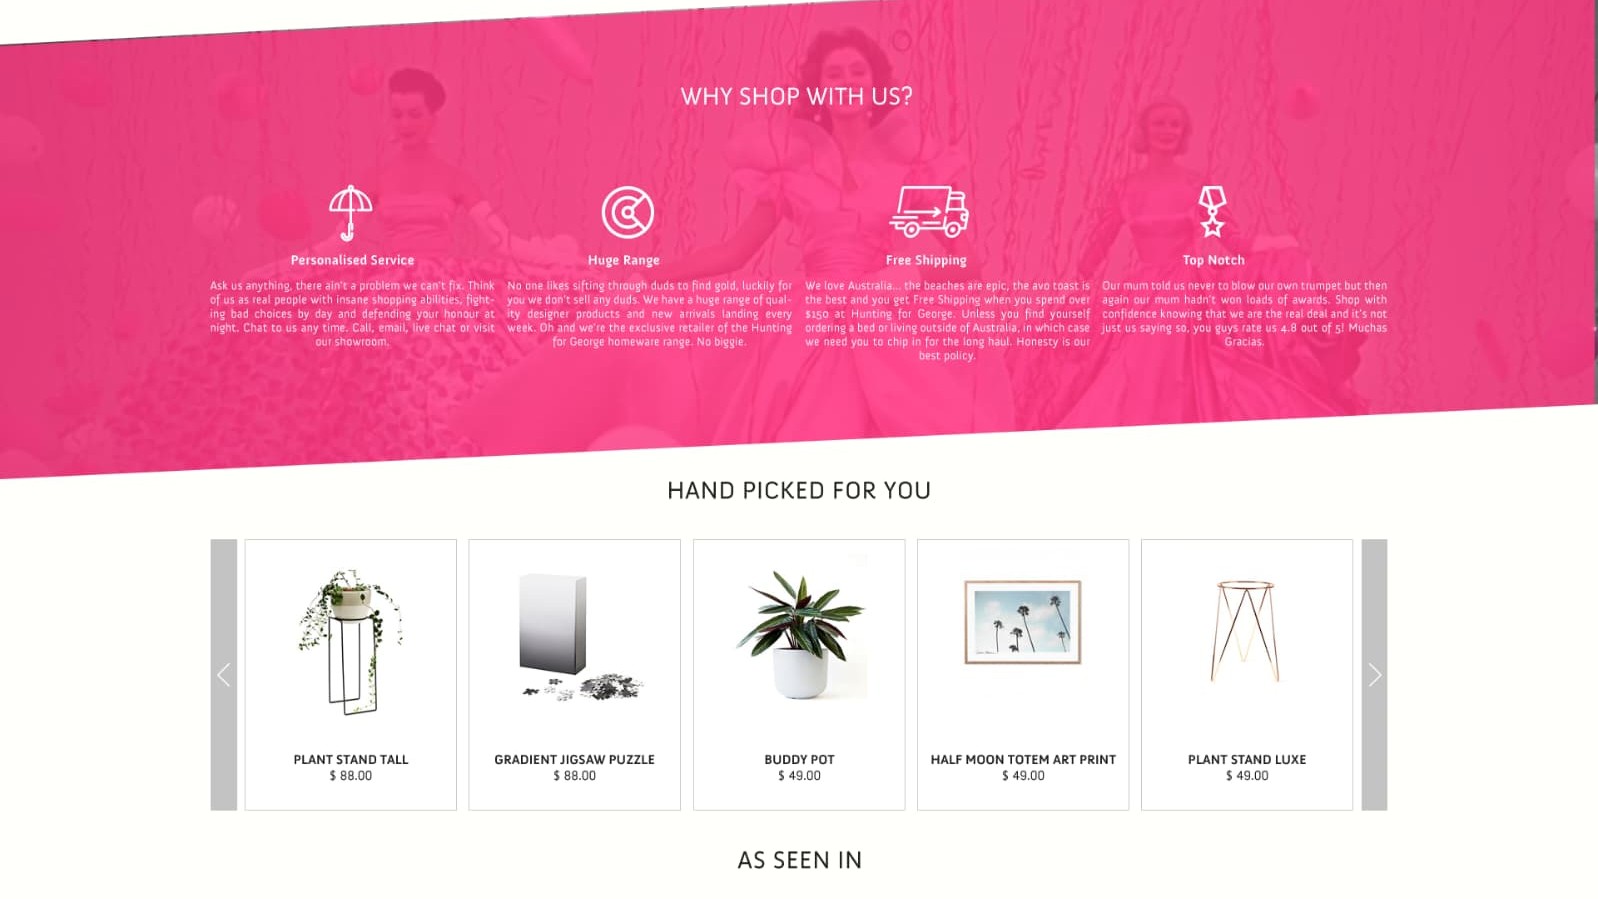 WHY SHOP WITH US?
Personalised Service
Ask us anything, there ain't a problem we can't fix. Think
of us as real people with insane shopping abilities, fight-
ing bad choices by day and defending your honour at
night. Chat to us any time. Call, email, live chat or visit
our showroom.
Huge Range
No one likes sifting through duds to find gold, luckily for
you we don't sell any duds. We have a huge range of qual-
ity designer products and new arrivals landing every
week. Oh and we're the exclusive retailer of the Hunting
for George homeware range. No biggie.
Free Shipping
We love Australia... the beaches are epic, the avo toast is
the best and you get Free Shipping when you spend over
$150 at Hunting for George. Unless you find yourself
ordering a bed or living outside of Australia, in which case
we need you to chip in for the long haul. Honesty is our
best policy.
Top Notch
Our mum told us never to blow our own trumpet but then
again our mum hadn't won loads of awards. Shop with
confidence knowing that we are the real deal and it's not
just us saying so, you guys rate us 4.8 out of 5! Muchas
Gracias.
HAND PICKED FOR YOU
PLANT STAND TALL
$ 88.00
GRADIENT JIGSAW PUZZLE
$ 88.00
BUDDY POT
$ 49.00
HALF MOON TOTEM ART PRINT
$ 49.00
PLANT STAND LUXE
$ 49.00
AS SEEN IN